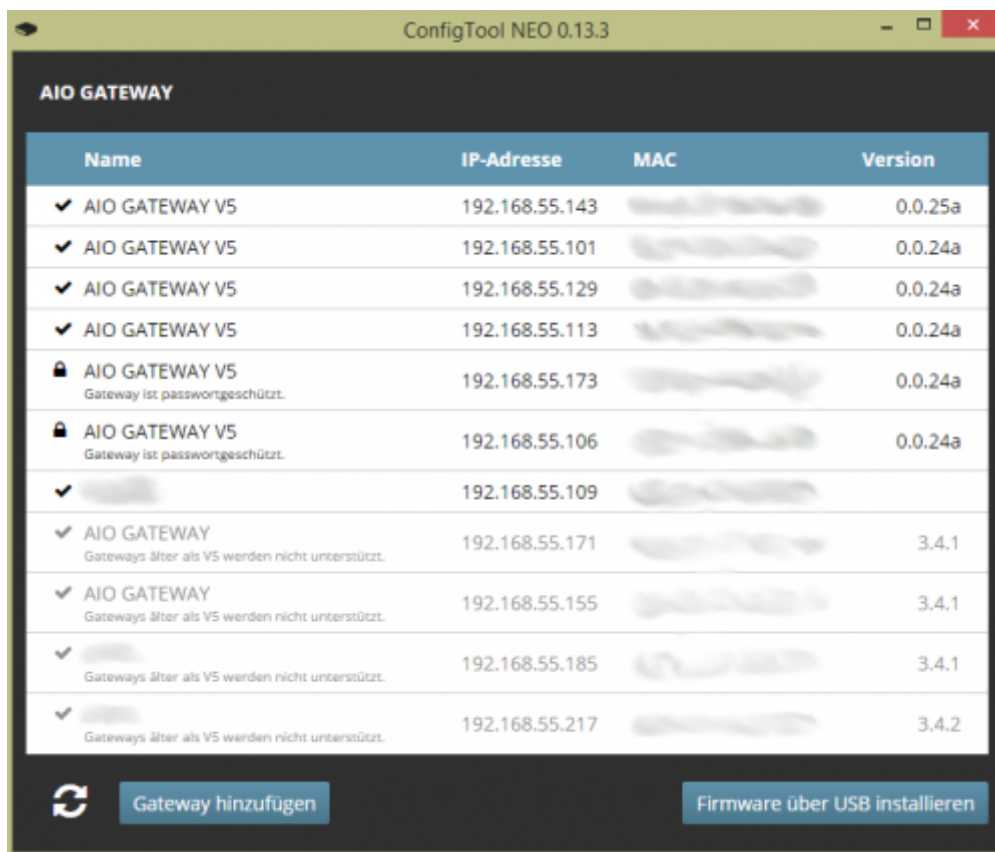 ConfigTool NEO 0.13.3
AIO GATEWAY
Name IP-Adresse MAC Version
AIO GATEWAY V5 192.168.55.143 0.0.25a
AIO GATEWAY V5 192.168.55.101 0.0.24a
AIO GATEWAY V5 192.168.55.129 0.0.24a
AIO GATEWAY V5 192.168.55.113 0.0.24a
AIO GATEWAY V5 192.168.55.173 0.0.24a
Gateway ist passwortgeschützt.
AIO GATEWAY V5 192.168.55.106 0.0.24a
Gateway ist passwortgeschützt.
192.168.55.109
AIO GATEWAY 192.168.55.171 3.4.1
Gateways älter als V5 werden nicht unterstützt.
AIO GATEWAY 192.168.55.155 3.4.1
Gateways älter als V5 werden nicht unterstützt.
192.168.55.185 3.4.1
Gateways älter als V5 werden nicht unterstützt.
192.168.55.217 3.4.2
Gateways älter als V5 werden nicht unterstützt.
Gateway hinzufügen Firmware über USB installieren